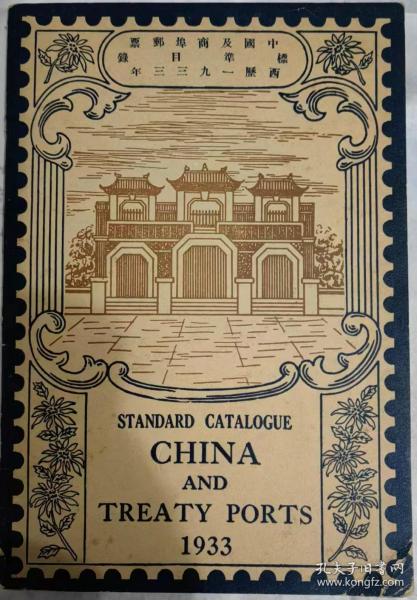 中國及商埠郵票
標準目錄
西歷一九三三年
STANDARD CATALOGUE
CHINA
AND
TREATY PORTS
1933
孔夫子旧书网
www.kongfz.com